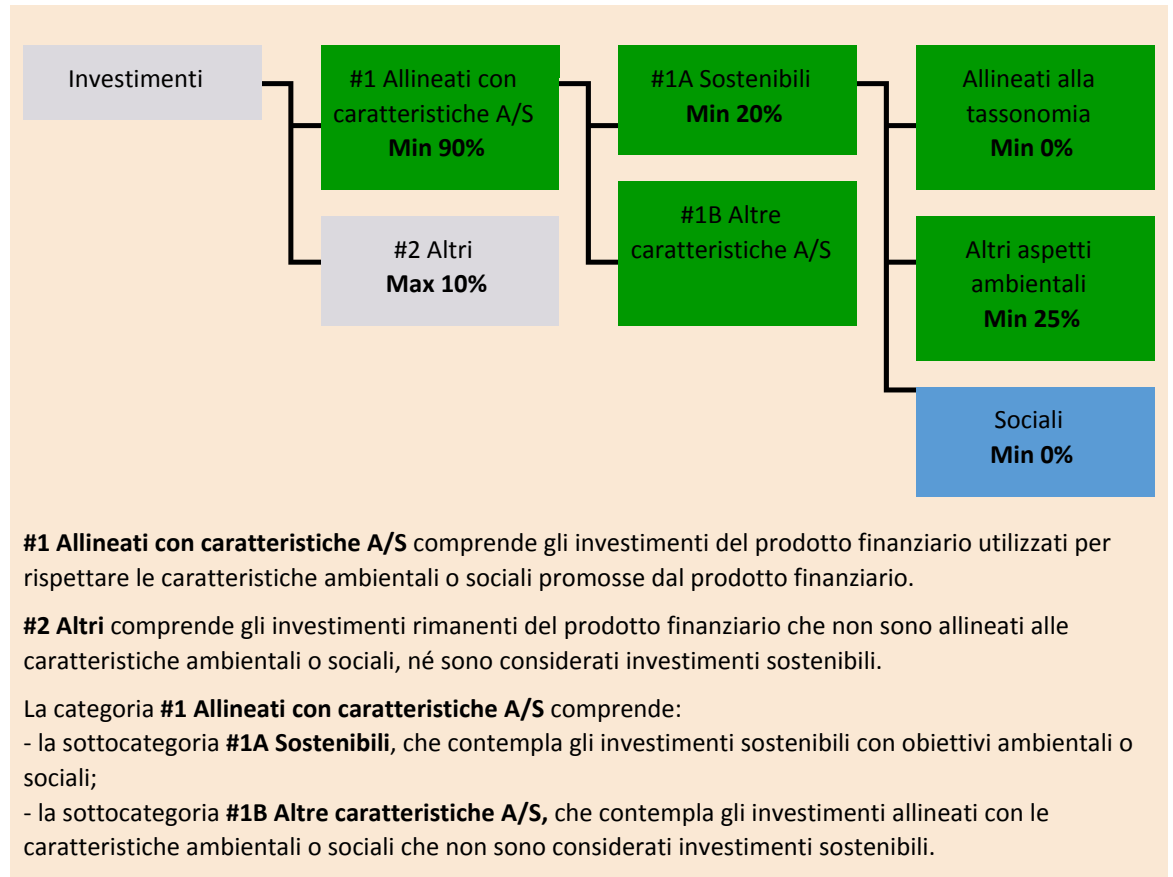 Investimenti
#1 Allineati con
caratteristiche A/S
Min 90%
#2 Altri
Max 10%
#1A Sostenibili
Min 20%
#1B Altre
caratteristiche A/S
Allineati alla
tassonomia
Min 0%
Altri aspetti
ambientali
Min 25%
Sociali
Min 0%
#1 Allineati con caratteristiche A/S comprende gli investimenti del prodotto finanziario utilizzati per
rispettare le caratteristiche ambientali o sociali promosse dal prodotto finanziario.
#2 Altri comprende gli investimenti rimanenti del prodotto finanziario che non sono allineati alle
caratteristiche ambientali o sociali, né sono considerati investimenti sostenibili.
La categoria #1 Allineati con caratteristiche A/S comprende:
- la sottocategoria #1A Sostenibili, che contempla gli investimenti sostenibili con obiettivi ambientali o
sociali;
- la sottocategoria #1B Altre caratteristiche A/S, che contempla gli investimenti allineati con le
caratteristiche ambientali o sociali che non sono considerati investimenti sostenibili.